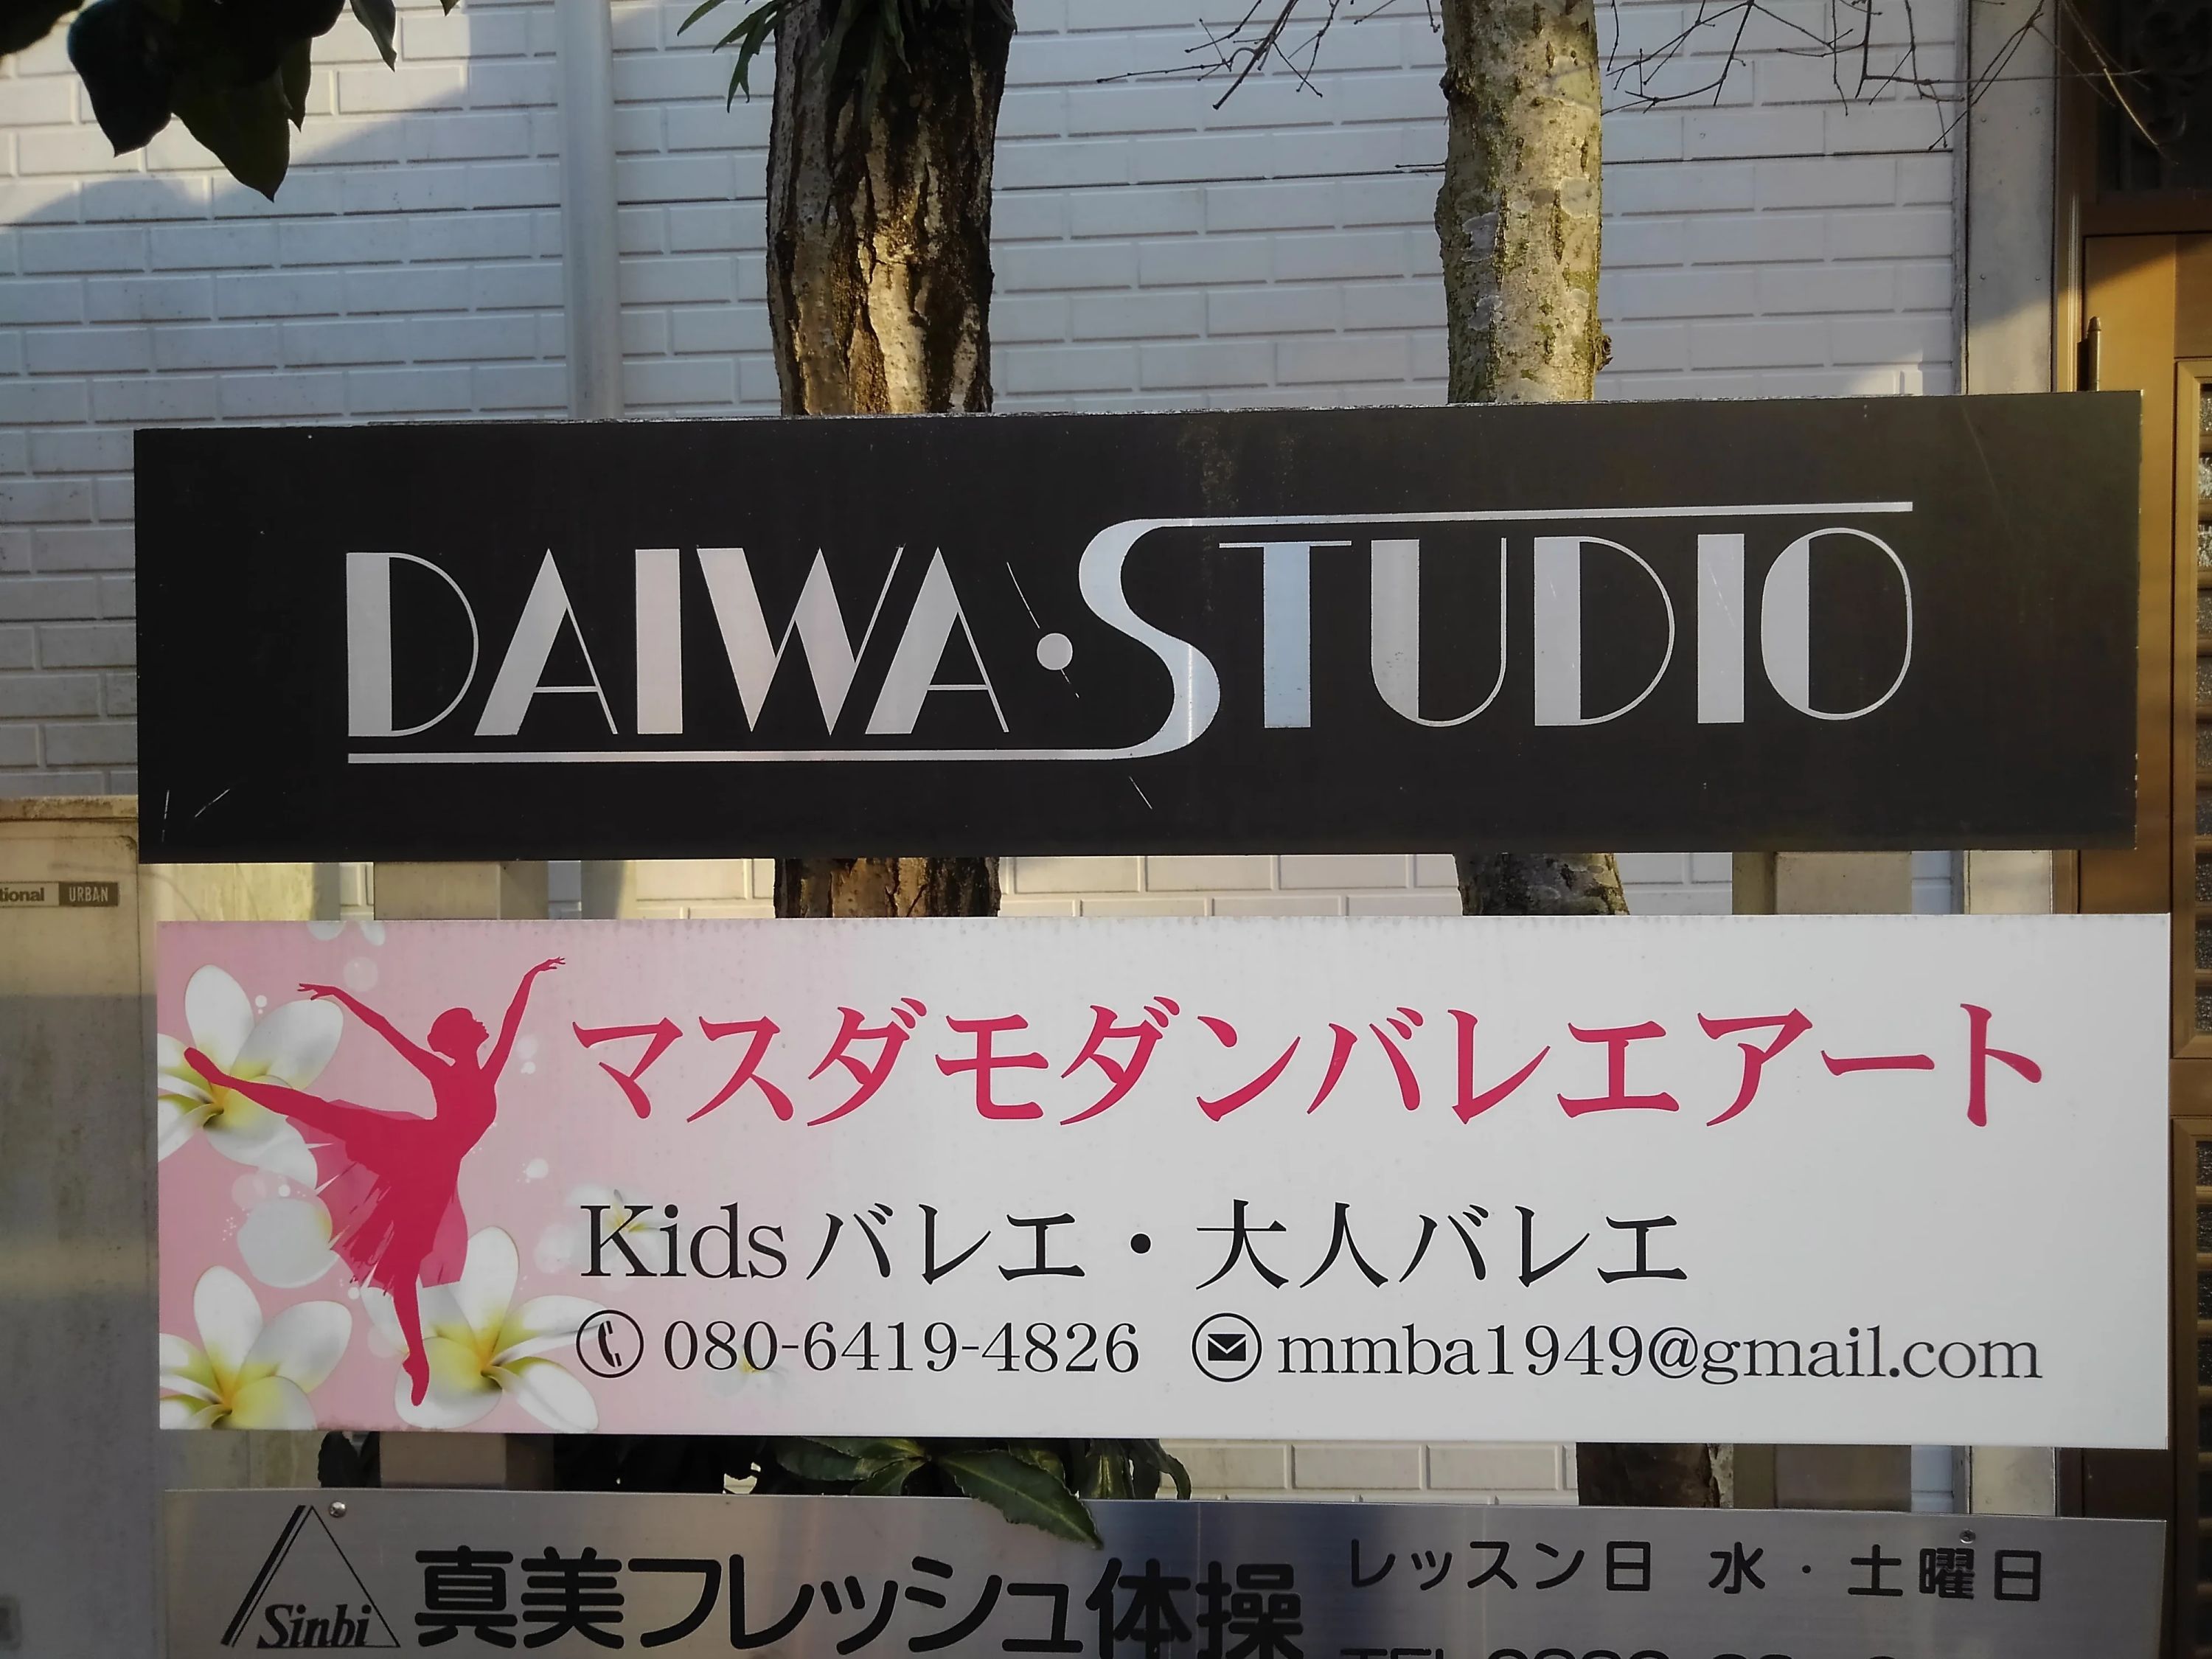 DAIWA・STUDIO
URBAN
マスダモダンバレエアート
Kidsバレエ・大人バレエ
080-6419-4826 mmba1949@gmail.com
Sinbi 真美フレッシュ体操 レッスン日 水・土曜日
TEL